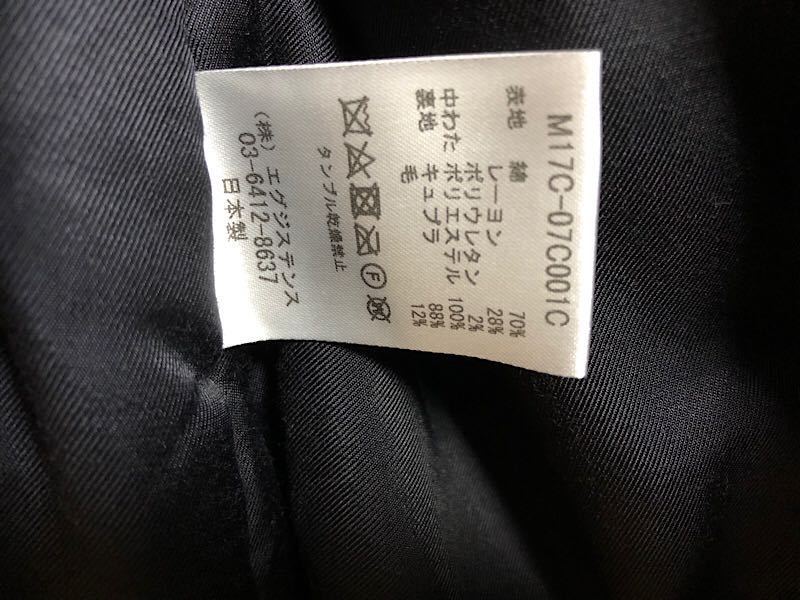 M17C-07C001C
表地 綿 70%
レーヨン 28%
ポリウレタン 2%
中わた ポリエステル 100%
裏地 キュプラ 88%
毛 12%
F
タンブル乾燥禁止
(株)エグジステンス
03-6412-8637
日本製